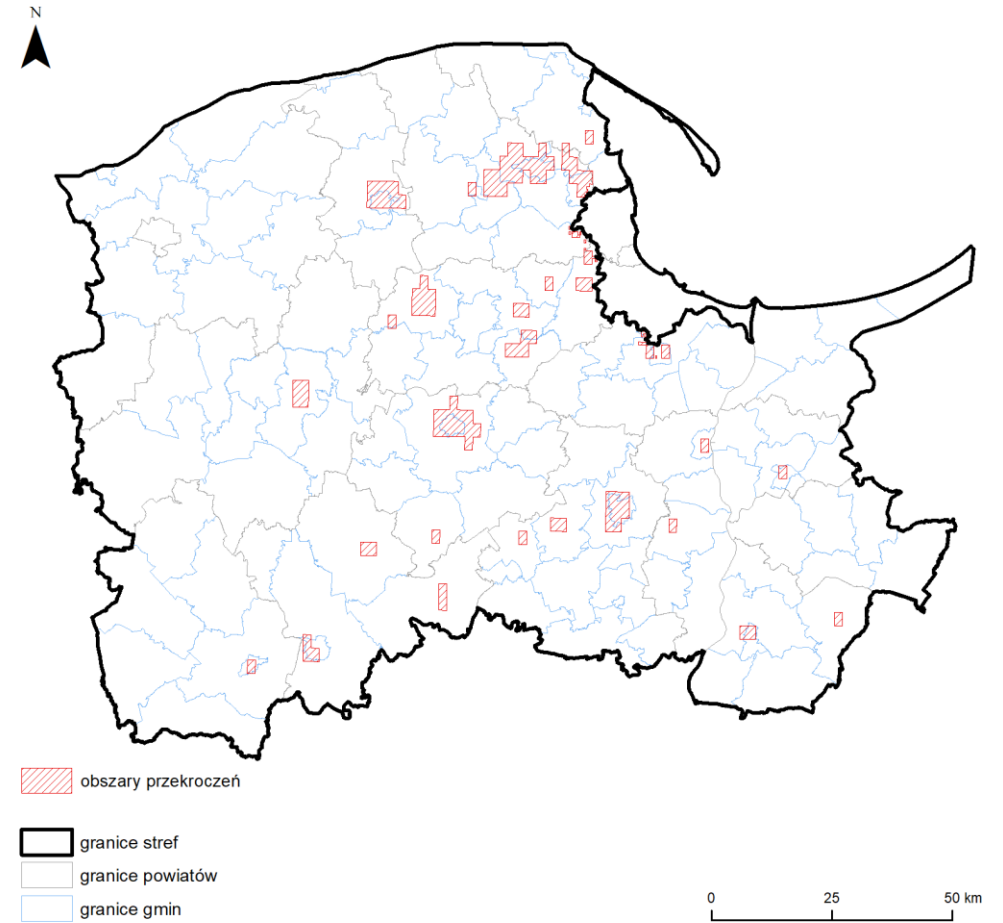 N
obszary przekroczeń
granice stref
granice powiatów
granice gmin
0 25 50 km